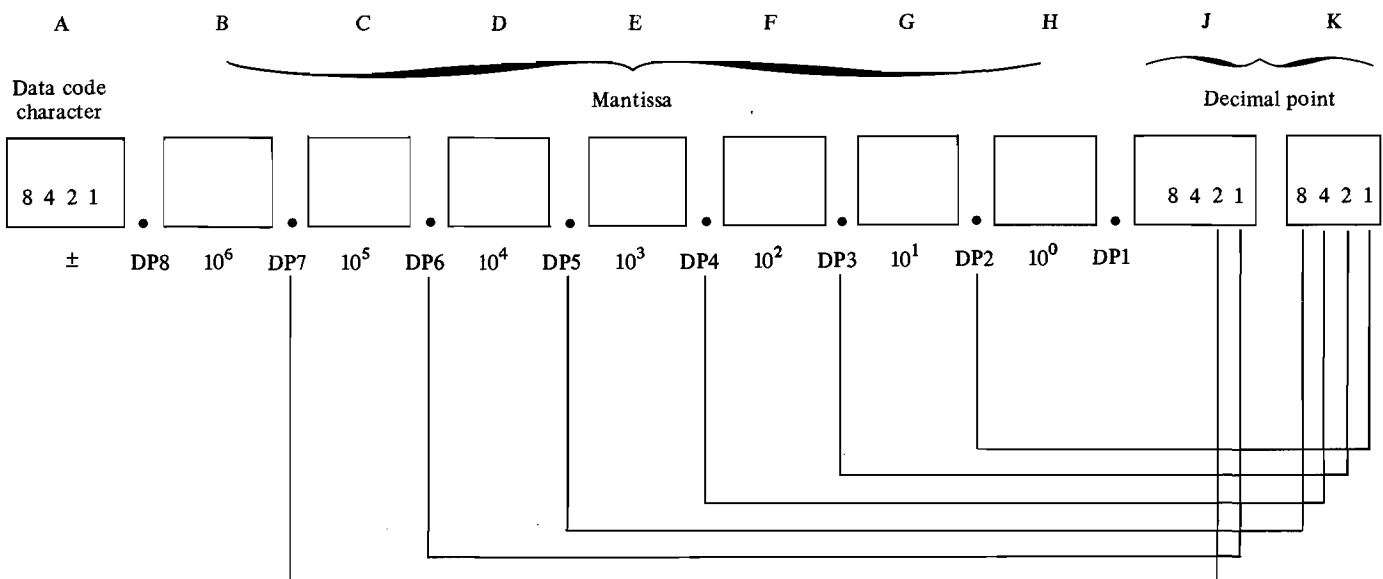 A B C D E F G H J K
Data code
character
Mantissa
Decimal point
8 4 2 1
8 4 2 1
8 4 2 1
± DP8 10⁶ DP7 10⁵ DP6 10⁴ DP5 10³ DP4 10² DP3 10¹ DP2 10⁰ DP1